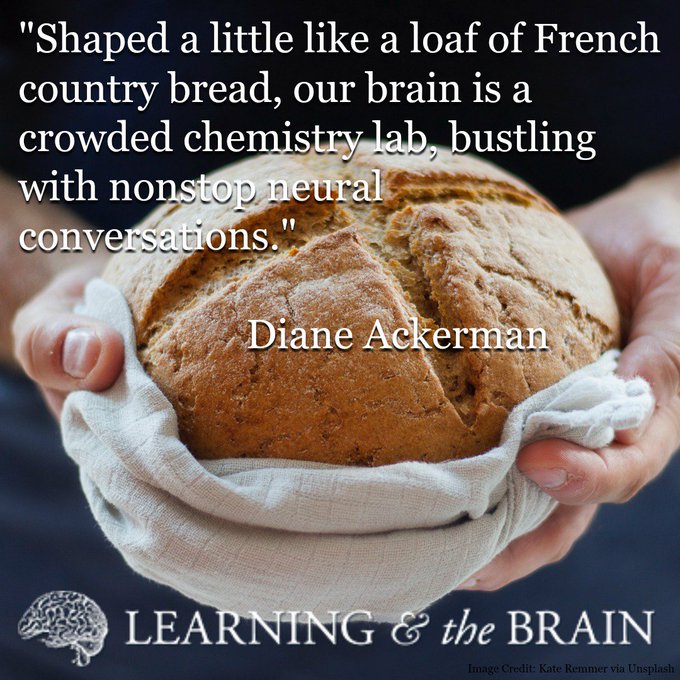 "Shaped a little like a loaf of French
country bread, our brain is a
crowded chemistry lab, bustling
with nonstop neural
conversations."
Diane Ackerman
LEARNING & the BRAIN
Image Credit: Kate Remmer via Unsplash